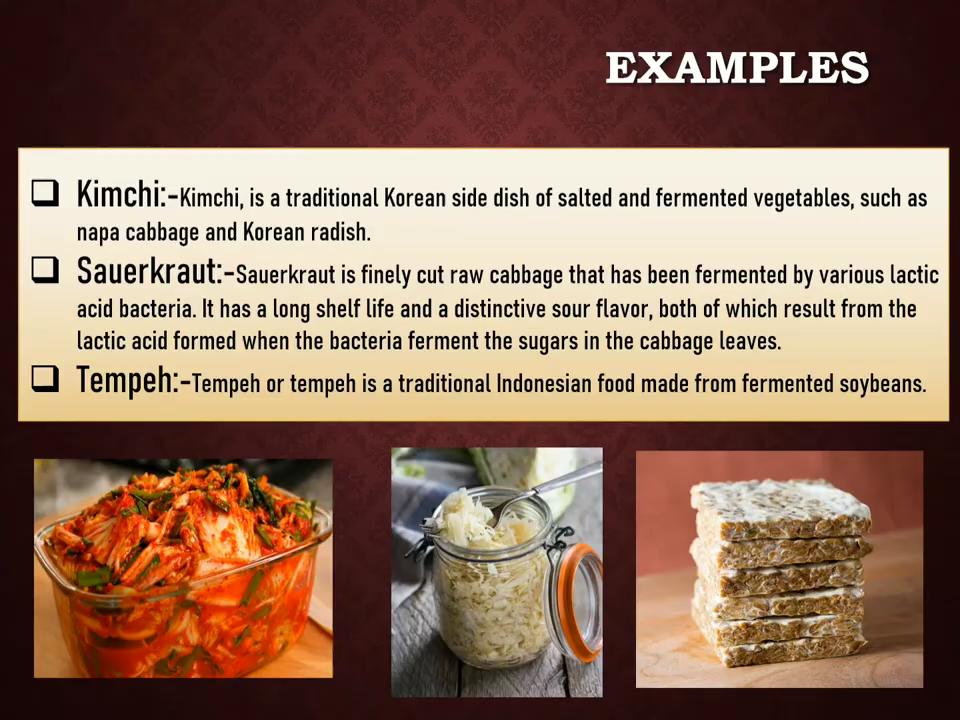 EXAMPLES
❑ Kimchi:-Kimchi, is a traditional Korean side dish of salted and fermented vegetables, such as
napa cabbage and Korean radish.
❑ Sauerkraut:-Sauerkraut is finely cut raw cabbage that has been fermented by various lactic
acid bacteria. It has a long shelf life and a distinctive sour flavor, both of which result from the
lactic acid formed when the bacteria ferment the sugars in the cabbage leaves.
❑ Tempeh:-Tempeh or tempeh is a traditional Indonesian food made from fermented soybeans.